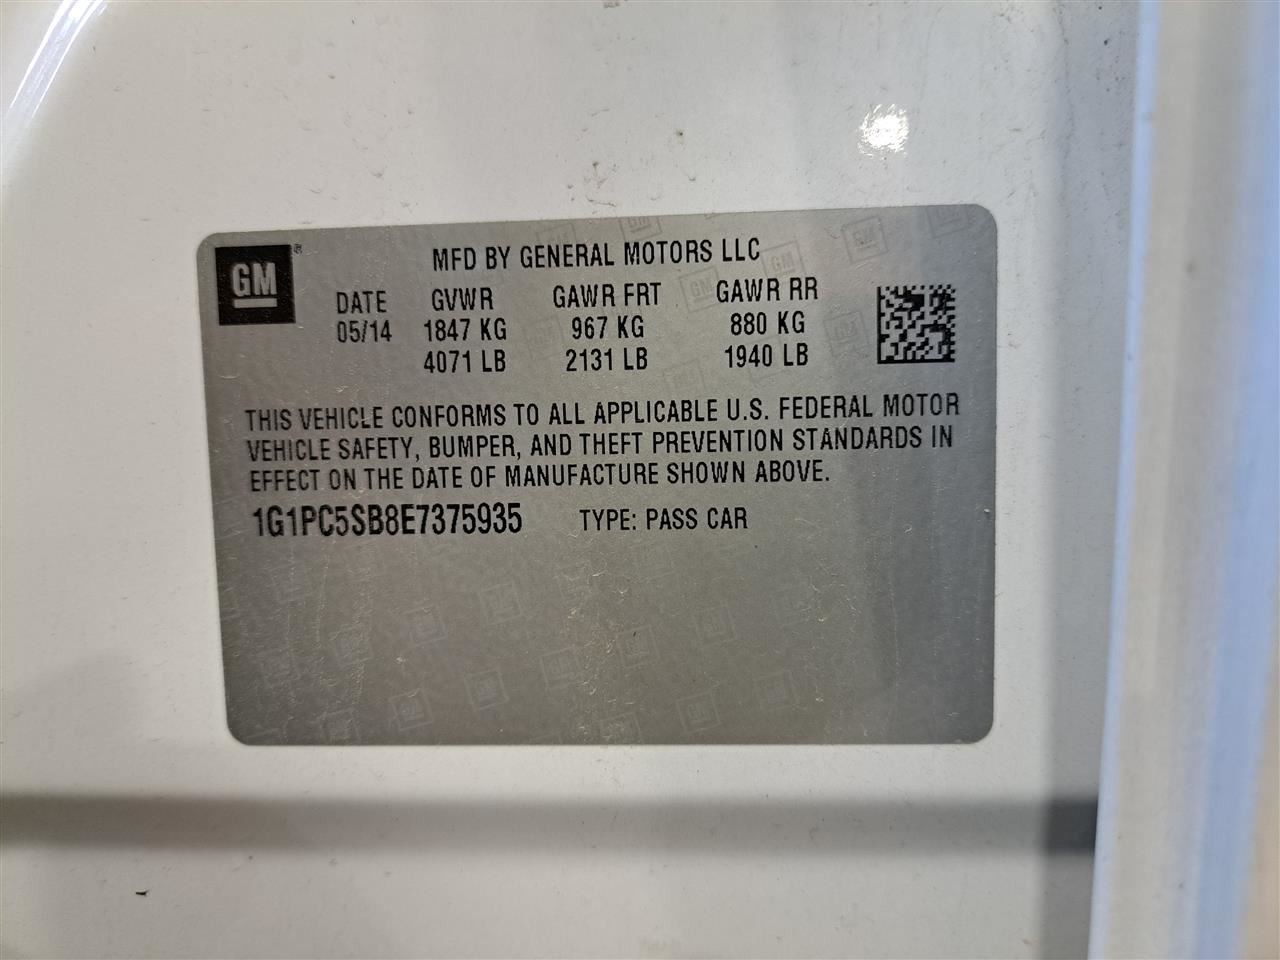 GM
MFD BY GENERAL MOTORS LLC
DATE GVWR GAWR FRT GAWR RR
05/14 1847 KG 967 KG 880 KG
4071 LB 2131 LB 1940 LB
THIS VEHICLE CONFORMS TO ALL APPLICABLE U.S. FEDERAL MOTOR
VEHICLE SAFETY, BUMPER, AND THEFT PREVENTION STANDARDS IN
EFFECT ON THE DATE OF MANUFACTURE SHOWN ABOVE.
1G1PC5SB8E7375935 TYPE: PASS CAR